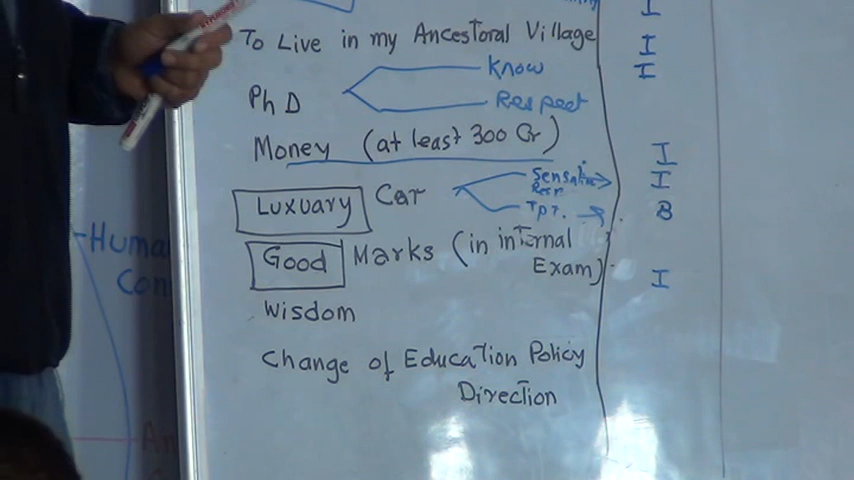 I
To Live in my Ancestoral Village I
Know I
Ph D
Respect
Money (at least 300 Cr) I
Sensation I
Luxuary Car
Tpt. B
Good Marks (in internal
Exam) I
Wisdom
Change of Education Policy
Direction
Huma
Con